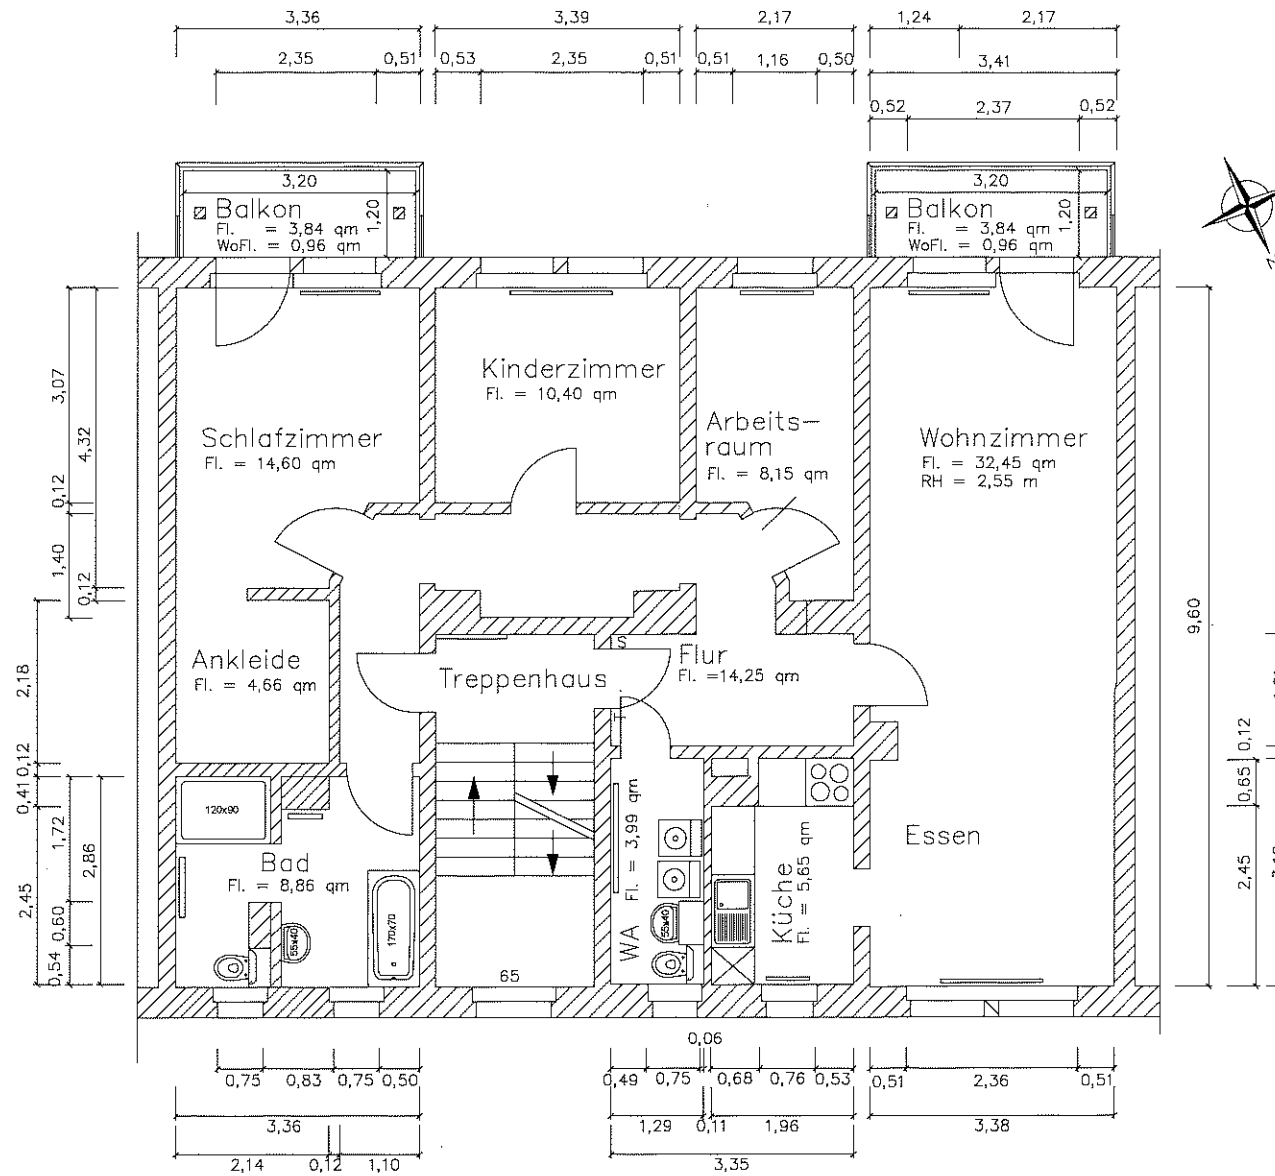 3,36
3,39
2,17
1,24
2,17
2,35
0,51
0,53
2,35
0,51
0,51
1,16
0,50
3,41
0,52
2,37
0,52
3,20
1,20
Balkon
Fl. = 3,84 qm
WoFl. = 0,96 qm
3,20
1,20
Balkon
Fl. = 3,84 qm
WoFl. = 0,96 qm
3,07
4,32
0,12
1,40
0,12
2,18
0,12
0,41
1,72
2,86
2,45
0,60
0,54
Schlafzimmer
Fl. = 14,60 qm
Kinderzimmer
Fl. = 10,40 qm
Arbeits-
raum
Fl. = 8,15 qm
Wohnzimmer
Fl. = 32,45 qm
RH = 2,55 m
Ankleide
Fl. = 4,66 qm
Treppenhaus
S
T
Flur
Fl. =14,25 qm
120x90
Bad
Fl. = 8,86 qm
55x40
170x70
65
WA
Fl. = 3,99 qm
55x40
Küche
Fl. = 5,65 qm
Essen
9,60
0,12
0,65
2,45
0,06
0,75
0,83
0,75
0,50
0,49
0,75
0,68
0,76
0,53
0,51
2,36
0,51
3,36
1,29
0,11
1,96
3,38
2,14
0,12
1,10
3,35